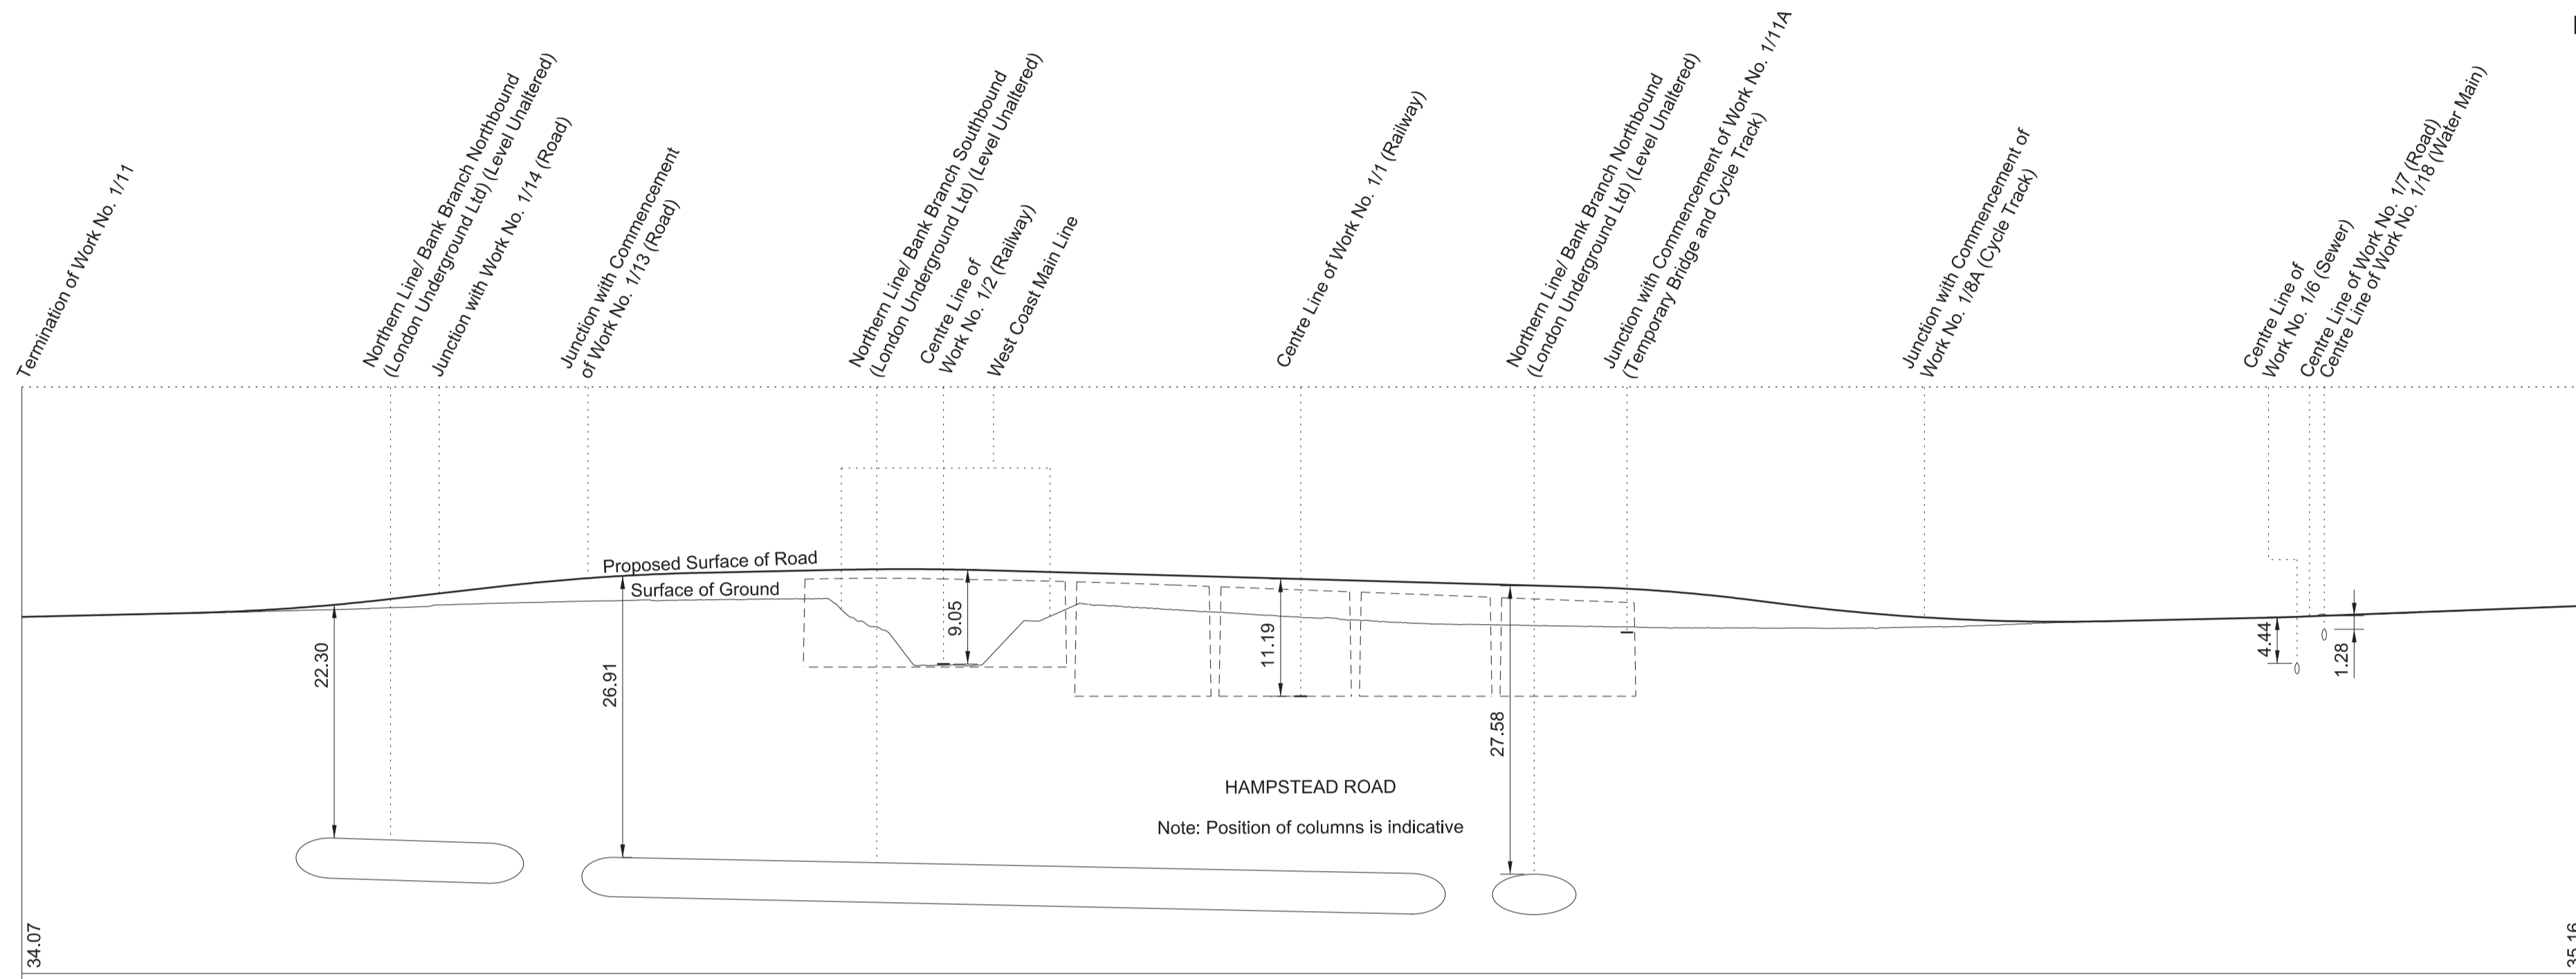 Termination of Work No. 1/11
Northern Line/ Bank Branch Northbound
(London Underground Ltd) (Level Unaltered)
Junction with Work No. 1/14 (Road)
Junction with Commencement
of Work No. 1/13 (Road)
Northern Line/ Bank Branch Southbound
(London Underground Ltd) (Level Unaltered)
Centre Line of
Work No. 1/2 (Railway)
West Coast Main Line
Centre Line of Work No. 1/1 (Railway)
Northern Line/ Bank Branch Northbound
(London Underground Ltd) (Level Unaltered)
Junction with Commencement of Work No. 1/11A
(Temporary Bridge and Cycle Track)
Junction with Commencement of
Work No. 1/8A (Cycle Track)
Centre Line of
Work No. 1/6 (Sewer)
Centre Line of Work No. 1/7 (Road)
Centre Line of Work No. 1/18 (Water Main)
Proposed Surface of Road
Surface of Ground
22.30
26.91
9.05
11.19
27.58
4.44
1.28
HAMPSTEAD ROAD
Note: Position of columns is indicative
34.07
35.16